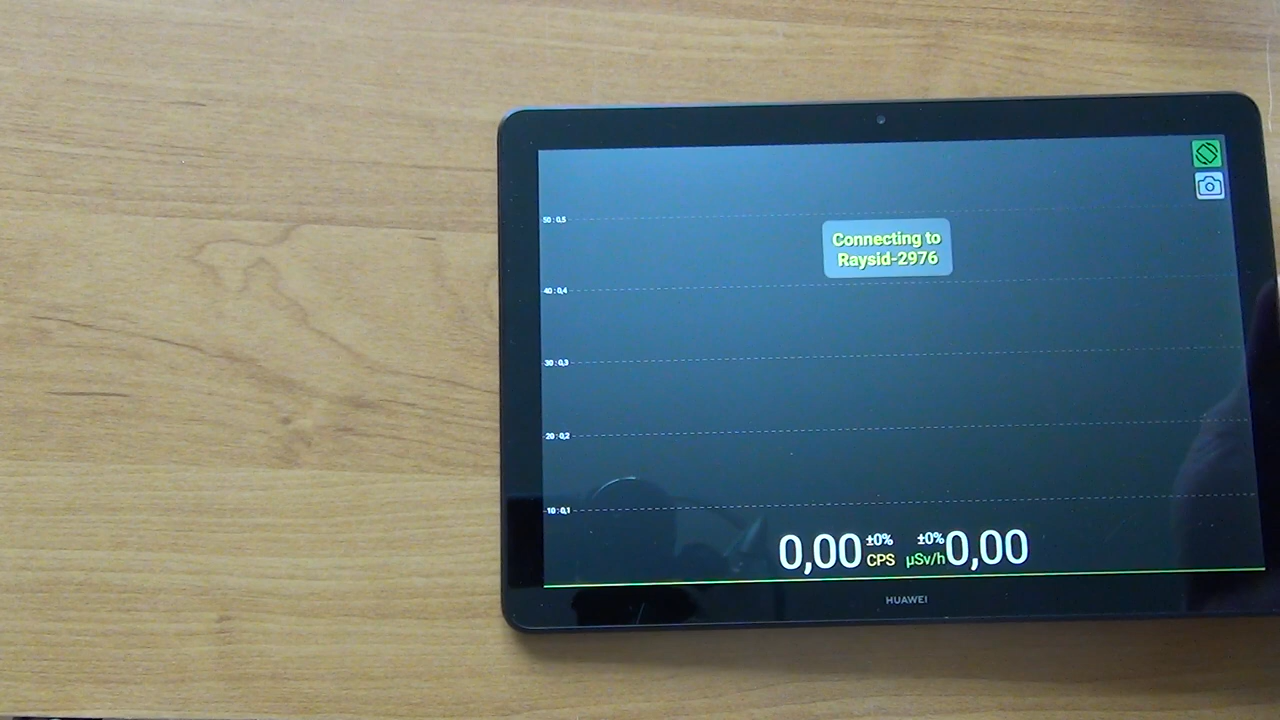 50 : 0,5
Connecting to
Raysid-2976
40 : 0,4
30 : 0,3
20 : 0,2
10 : 0,1
0,00 ±0% CPS ±0% µSv/h 0,00
HUAWEI